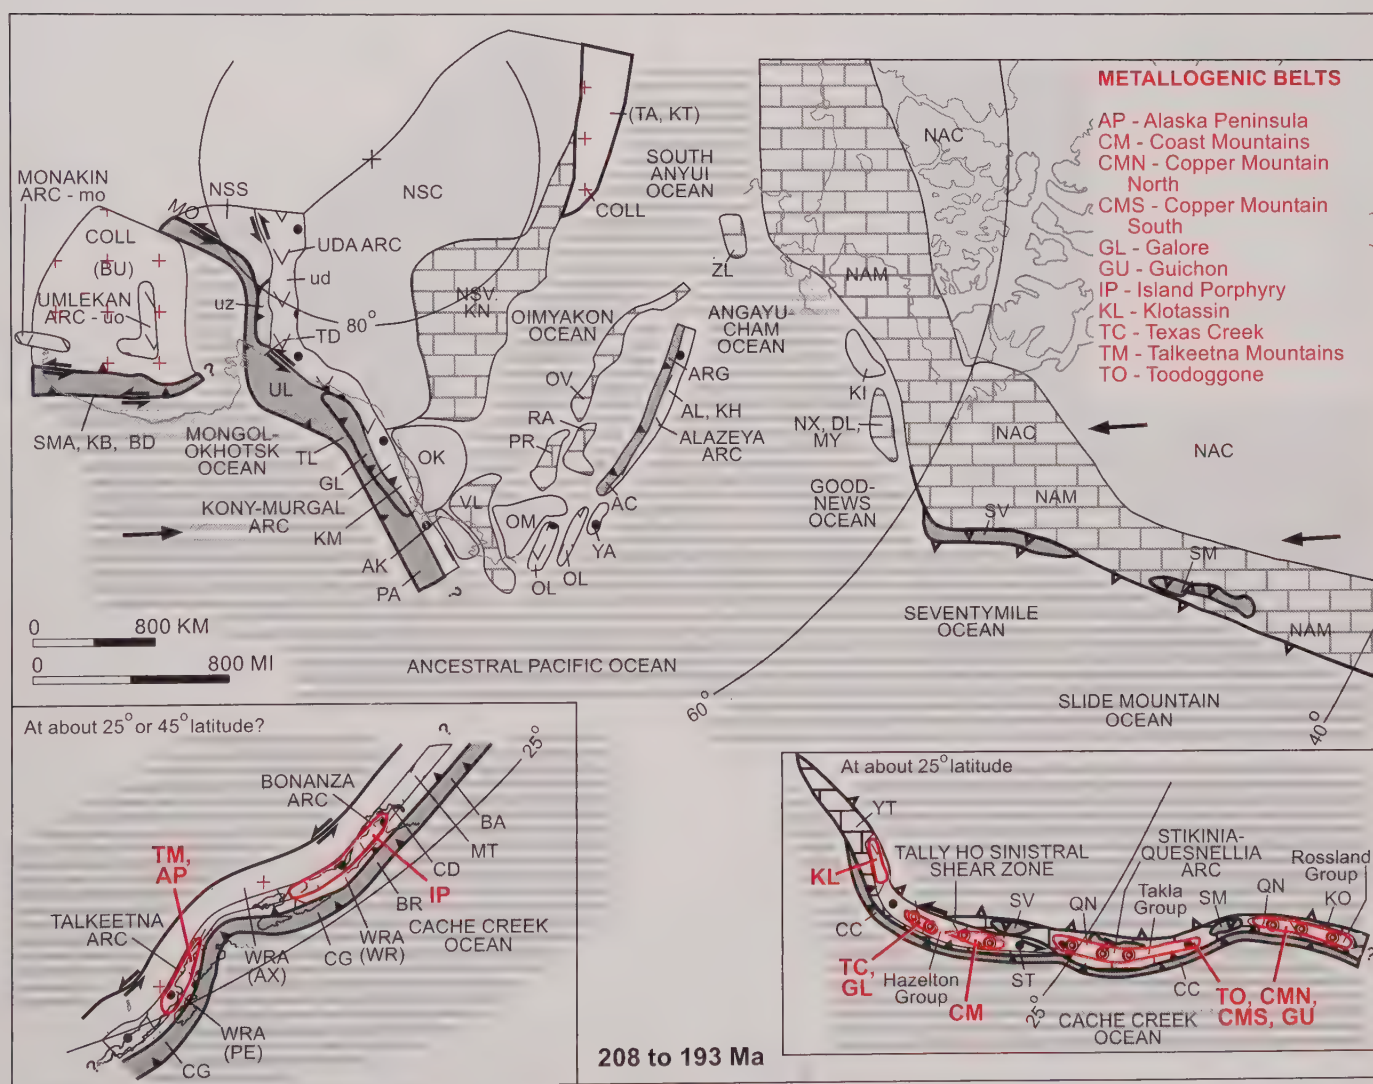 METALLOGENIC BELTS
AP - Alaska Peninsula
CM - Coast Mountains
CMN - Copper Mountain
North
CMS - Copper Mountain
South
GL - Galore
GU - Guichon
IP - Island Porphyry
KL - Klotassin
TC - Texas Creek
TM - Talkeetna Mountains
TO - Toodoggone
MONAKIN
ARC - mo
NSS
MO
COLL
(BU)
UMLEKAN
ARC - uo
UDA ARC
ud
uz
TD
80°
NSC
(TA, KT)
SOUTH
ANYUI
OCEAN
COLL
NAC
ZL
NAM
NSV
KN
OIMYAKON
OCEAN
ANGAYU-
CHAM
OCEAN
?
UL
OV
ARG
KI
RA
AL, KH
ALAZEYA
ARC
NX, DL,
MY
NAC
NAC
SMA, KB, BD
MONGOL-
OKHOTSK
OCEAN
TL
GL
OK
PR
KONY-MURGAL
ARC
KM
VL
OM
AC
GOOD-
NEWS
OCEAN
NAM
SV
AK
PA
?
OL
OL
YA
SM
NAM
0 800 KM
0 800 MI
ANCESTRAL PACIFIC OCEAN
SEVENTYMILE
OCEAN
60°
SLIDE MOUNTAIN
OCEAN
40°
At about 25° or 45° latitude?
?
25°
BONANZA
ARC
BA
MT
CD
TM,
AP
IP
BR
TALKEETNA
ARC
CACHE CREEK
OCEAN
WRA
(WR)
CG
WRA
(AX)
WRA
(PE)
?
CG
208 to 193 Ma
At about 25° latitude
YT
STIKINIA-
QUESNELLIA
ARC
TALLY HO SINISTRAL
SHEAR ZONE
Rossland
Group
KL
Takla
Group
SV
QN
SM
QN
KO
CC
?
TC,
GL
Hazelton
Group
CM
ST
25°
CC
TO, CMN,
CMS, GU
CACHE CREEK
OCEAN